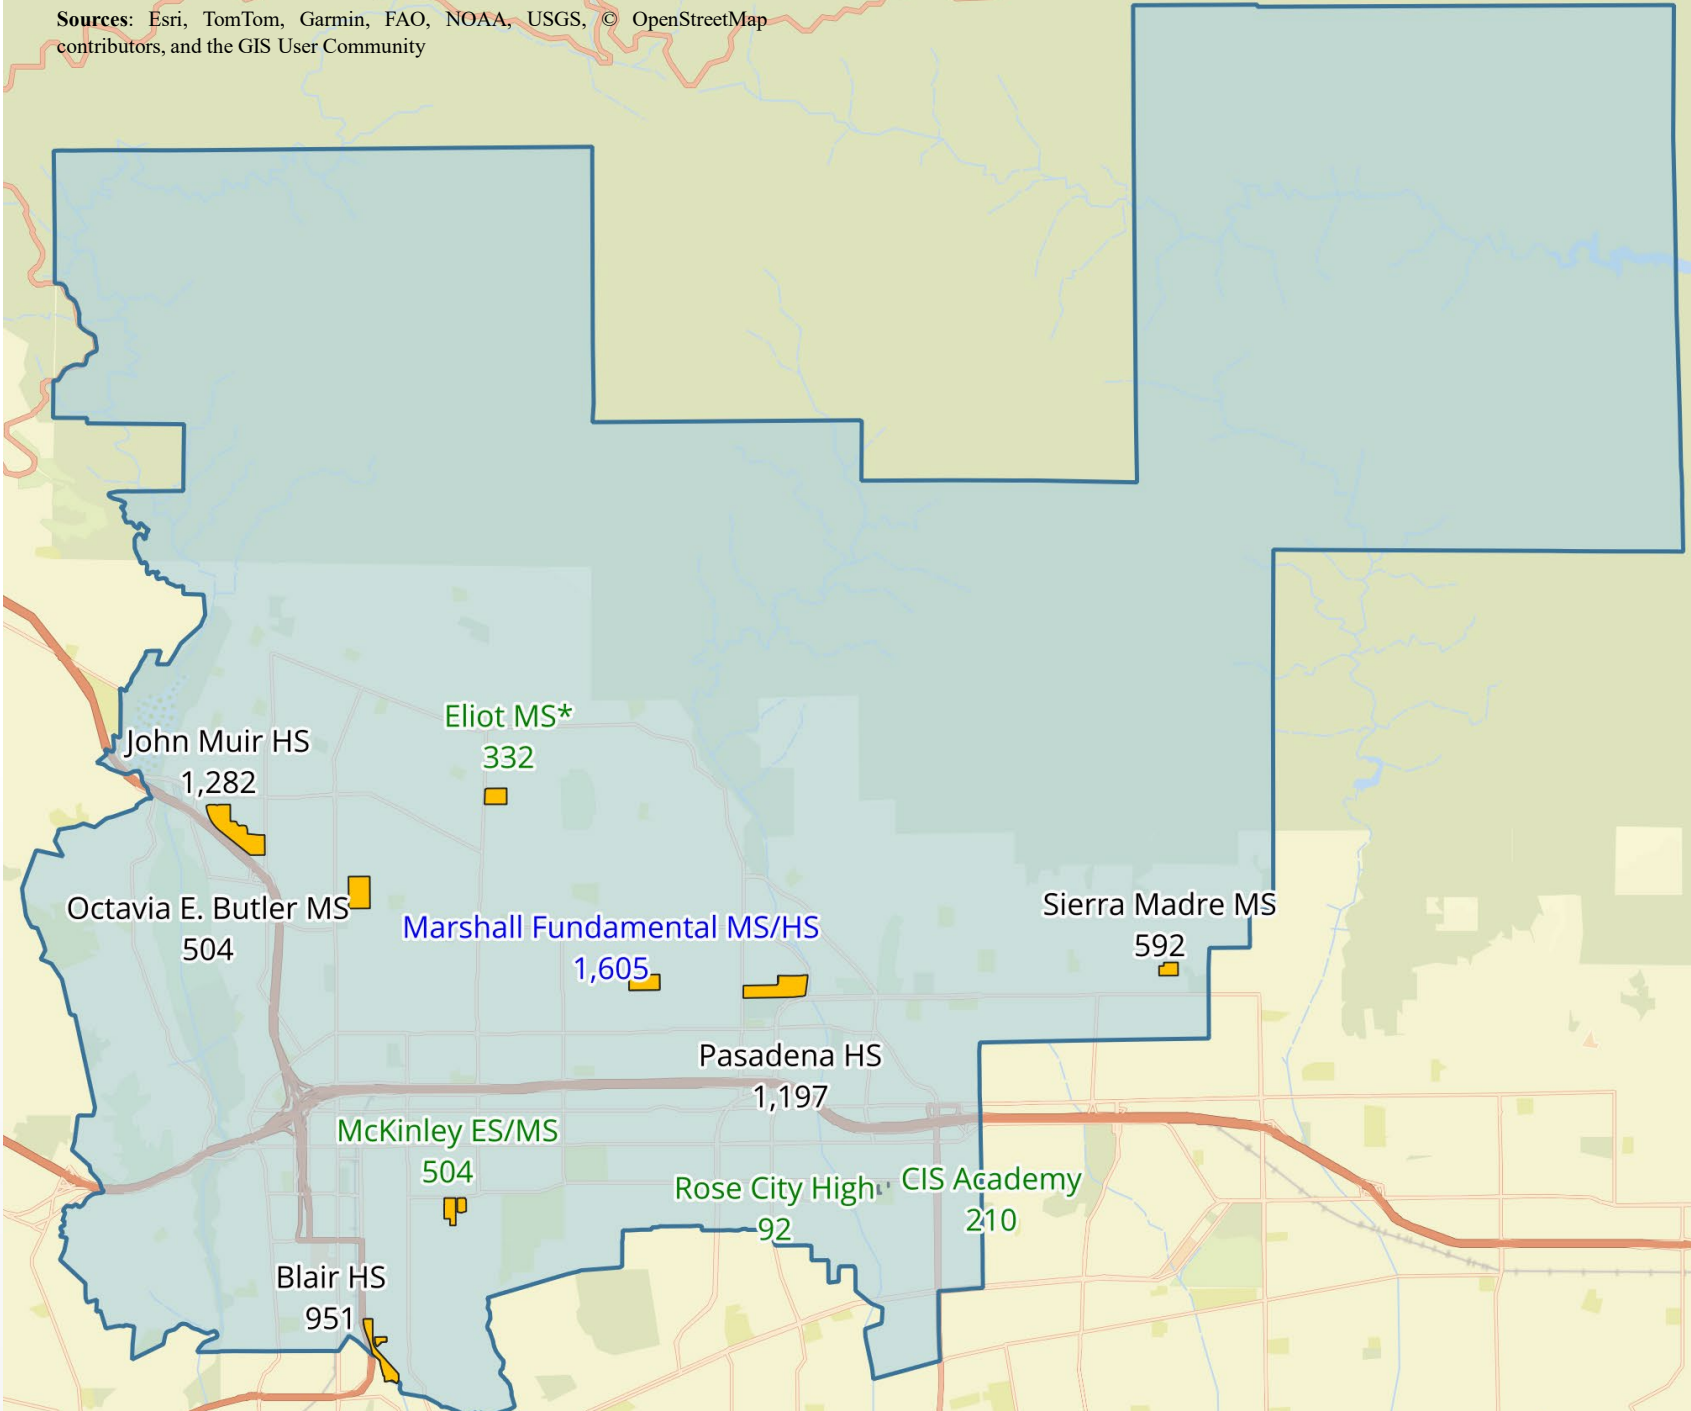 Sources: Esri, TomTom, Garmin, FAO, NOAA, USGS, © OpenStreetMap
contributors, and the GIS User Community
Eliot MS*
332
John Muir HS
1,282
Octavia E. Butler MS
504
Marshall Fundamental MS/HS
1,605
Sierra Madre MS
592
Pasadena HS
1,197
McKinley ES/MS
504
Rose City High
92
CIS Academy
210
Blair HS
951